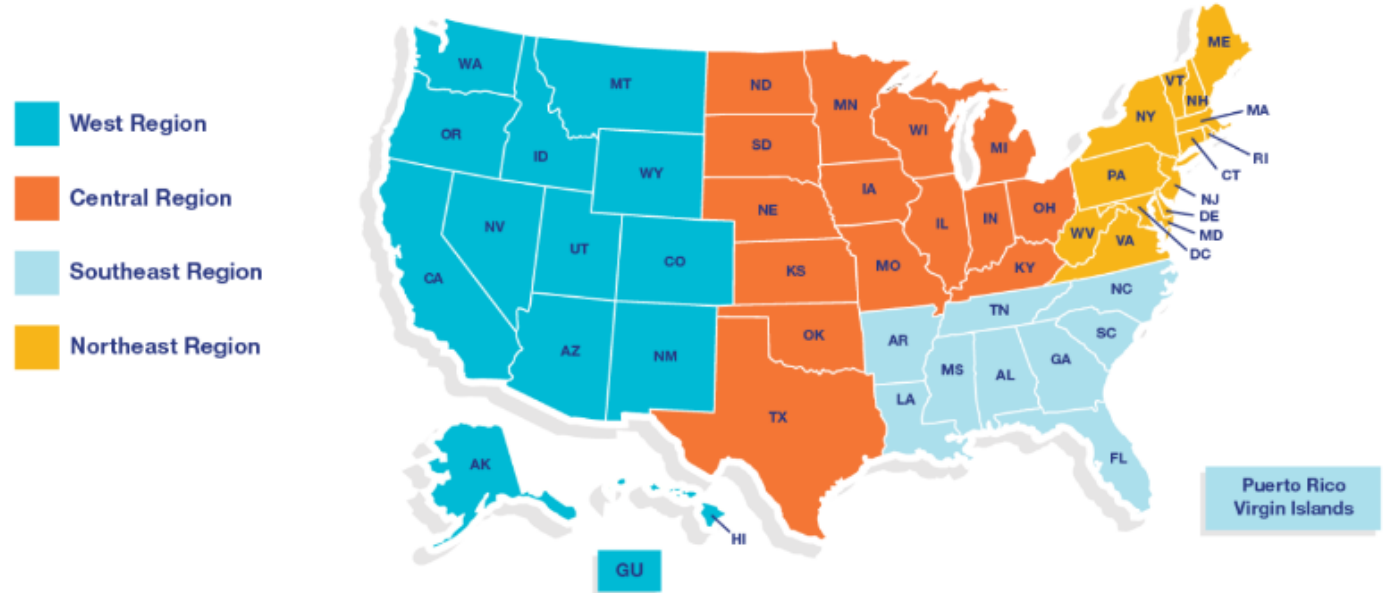 West Region
Central Region
Southeast Region
Northeast Region
WA
MT
ND
MN
ME
VT
NH
NY
MA
OR
ID
SD
WI
MI
RI
WY
PA
CT
IA
NE
NJ
IL
IN
OH
DE
NV
WV
VA
MD
UT
CO
DC
CA
KS
MO
KY
NC
TN
SC
AZ
NM
OK
AR
GA
MS
AL
LA
TX
AK
FL
HI
GU
Puerto Rico
Virgin Islands